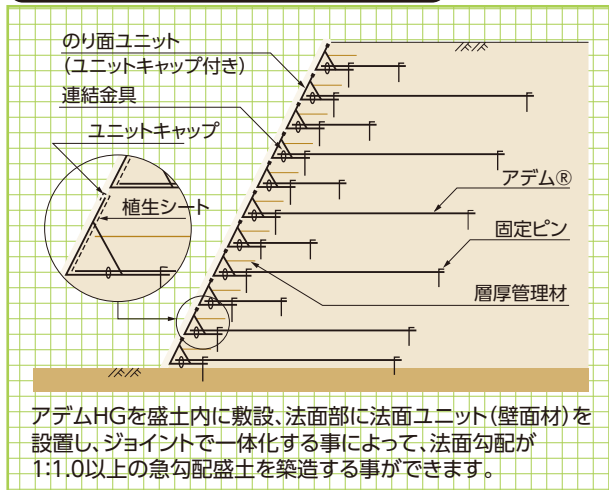 のり面ユニット
（ユニットキャップ付き）
連結金具
ユニットキャップ
植生シート
アデム®
固定ピン
層厚管理材
アデムHGを盛土内に敷設、法面部に法面ユニット（壁面材）を
設置し、ジョイントで一体化する事によって、法面勾配が
1:1.0以上の急勾配盛土を築造する事ができます。